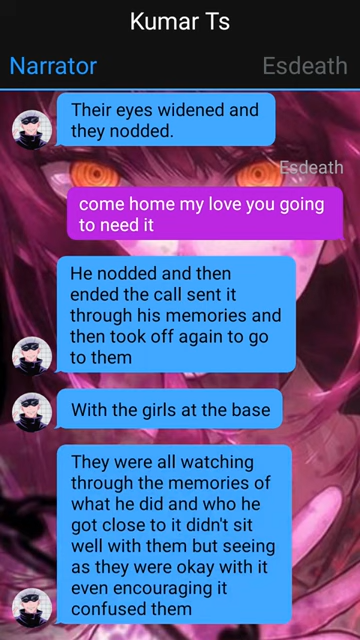 Kumar Ts
Narrator
Esdeath
Their eyes widened and
they nodded.
Esdeath
come home my love you going
to need it
He nodded and then
ended the call sent it
through his memories and
then took off again to go
to them
With the girls at the base
They were all watching
through the memories of
what he did and who he
got close to it didn't sit
well with them but seeing
as they were okay with it
even encouraging it
confused them